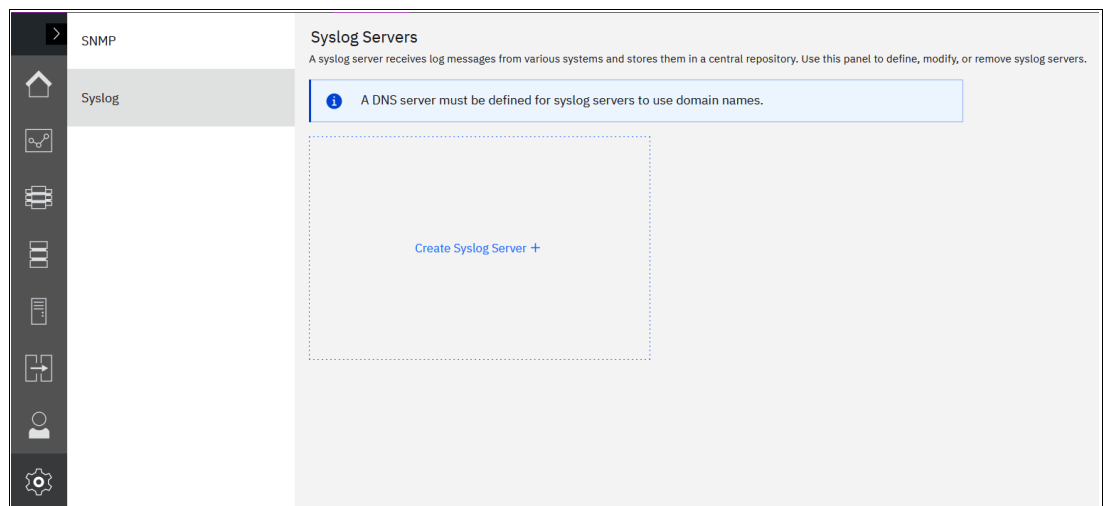 SNMP
Syslog
Syslog Servers
A syslog server receives log messages from various systems and stores them in a central repository. Use this panel to define, modify, or remove syslog servers.
A DNS server must be defined for syslog servers to use domain names.
Create Syslog Server +